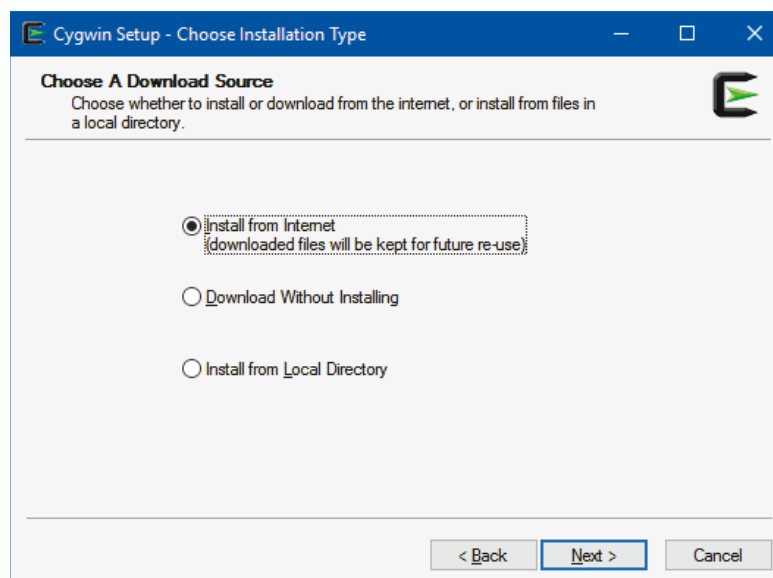 Cygwin Setup - Choose Installation Type
Choose A Download Source
Choose whether to install or download from the internet, or install from files in
a local directory.
Install from Internet
(downloaded files will be kept for future re-use)
Download Without Installing
Install from Local Directory
< Back
Next >
Cancel